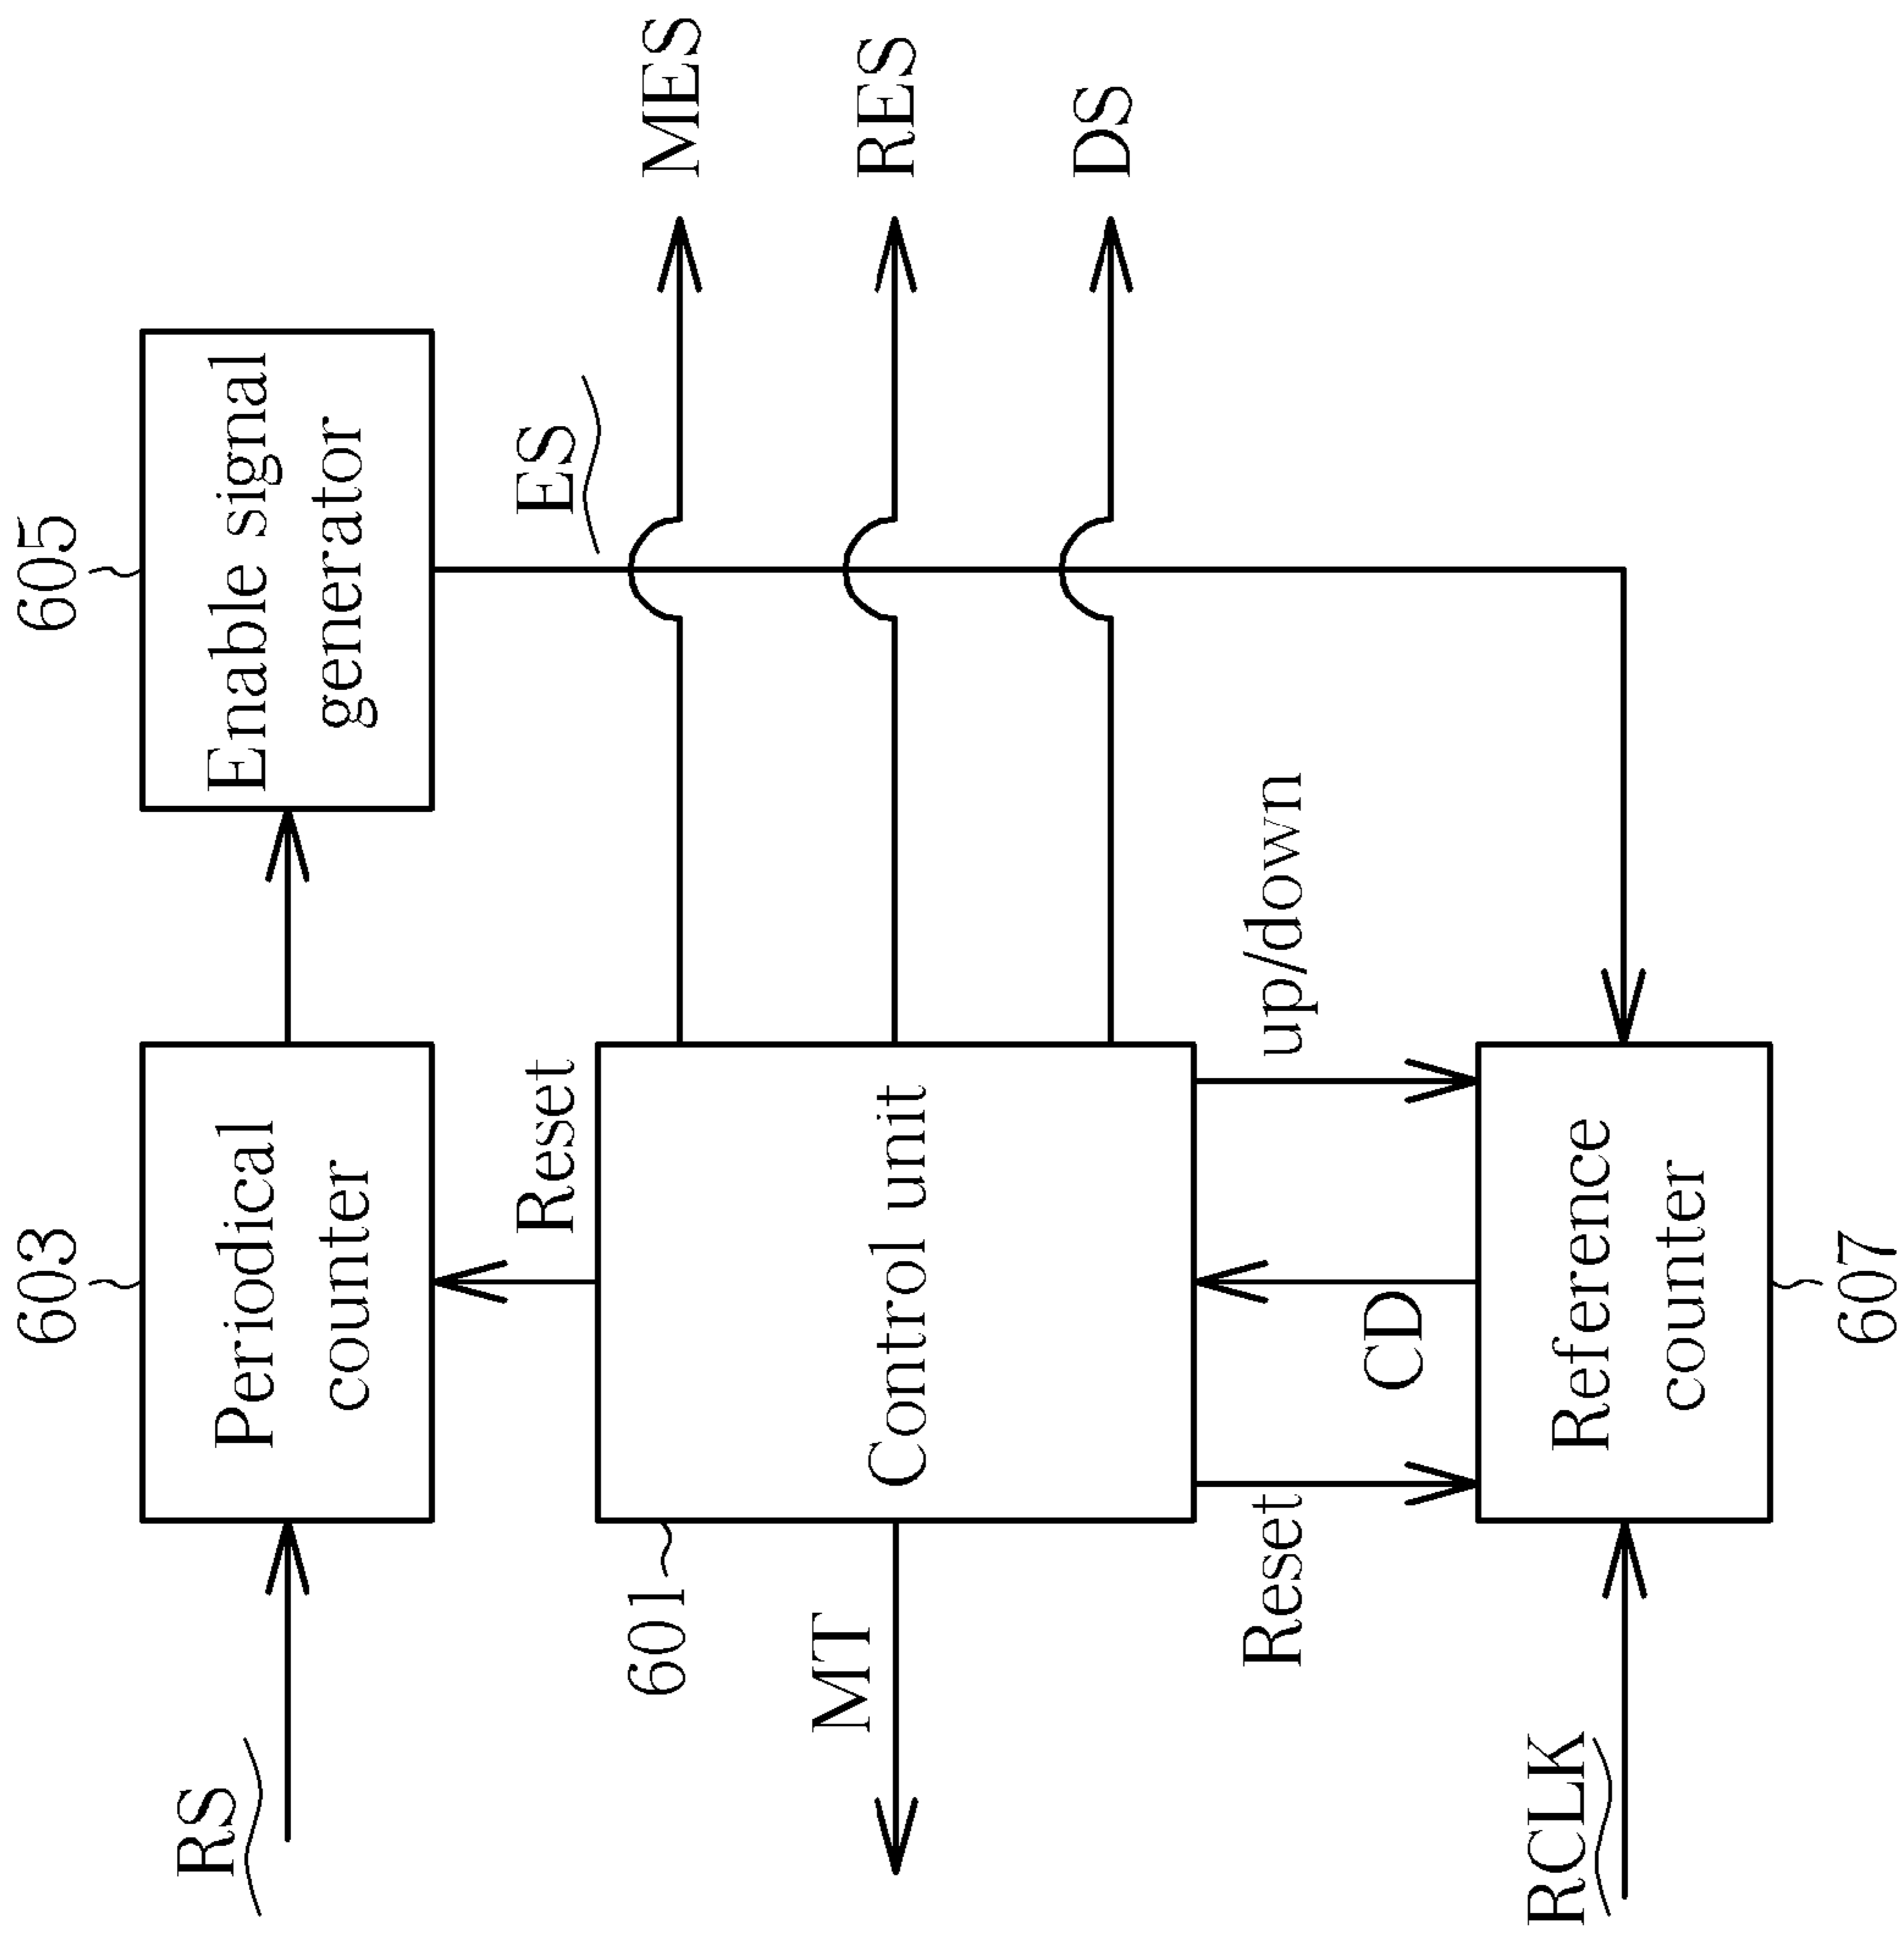 603
605
RS
Periodical
counter
Enable signal
generator
Reset
ES
601
MES
MT
Control unit
RES
DS
Reset
CD
up/down
RCLK
Reference
counter
607